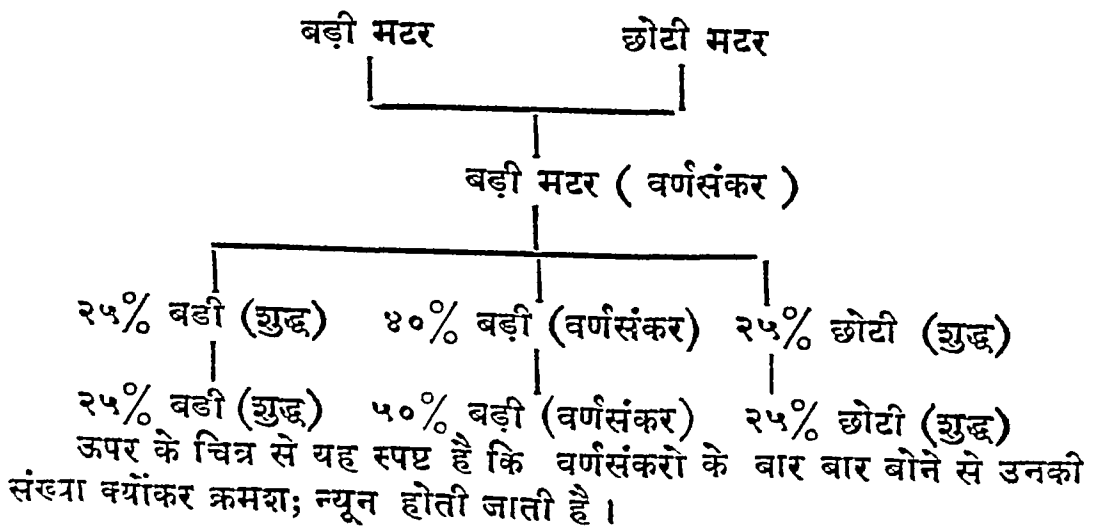 बड़ी मटर छोटी मटर
बड़ी मटर ( वर्णसंकर )
२५% बडी (शुद्ध) ४०% बड़ी (वर्णसंकर) २५% छोटी (शुद्ध)
२५% बडी (शुद्ध) ५०% बड़ी (वर्णसंकर) २५% छोटी (शुद्ध)
ऊपर के चित्र से यह स्पष्ट है कि वर्णसंकरो के बार बार बोने से उनकी
संख्या क्योंकर क्रमश; न्यून होती जाती है ।